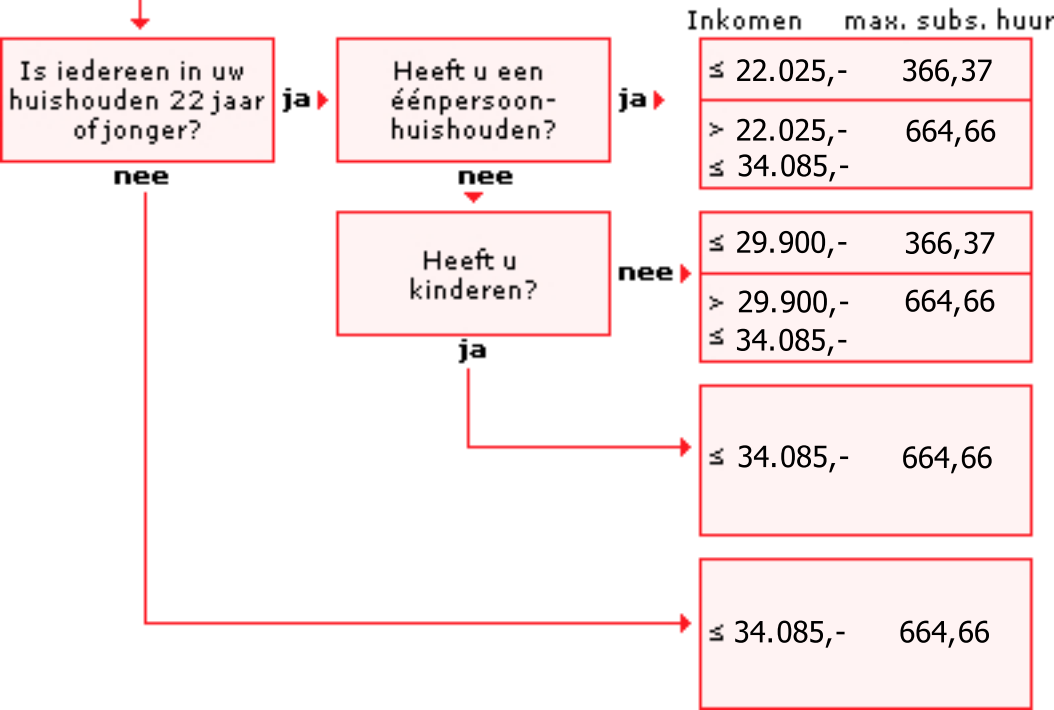 Inkomen max. subs. huur
Is iedereen in uw
huishouden 22 jaar
of jonger?
ja
nee
Heeft u een
éénpersoon-
huishouden?
ja
nee
≤ 22.025,- 366,37
> 22.025,- 664,66
≤ 34.085,-
Heeft u
kinderen?
nee
ja
≤ 29.900,- 366,37
> 29.900,- 664,66
≤ 34.085,-
≤ 34.085,- 664,66
≤ 34.085,- 664,66